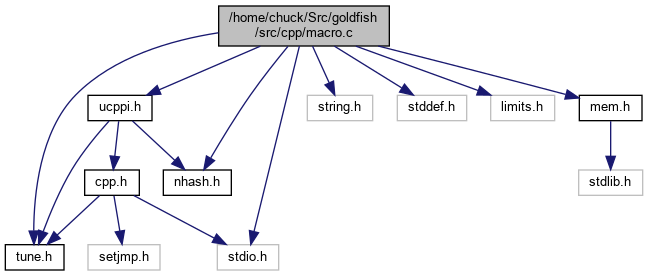 /home/chuck/Src/goldfish
/src/cpp/macro.c
ucppi.h
string.h
stddef.h
limits.h
mem.h
cpp.h
nhash.h
stdlib.h
tune.h
setjmp.h
stdio.h